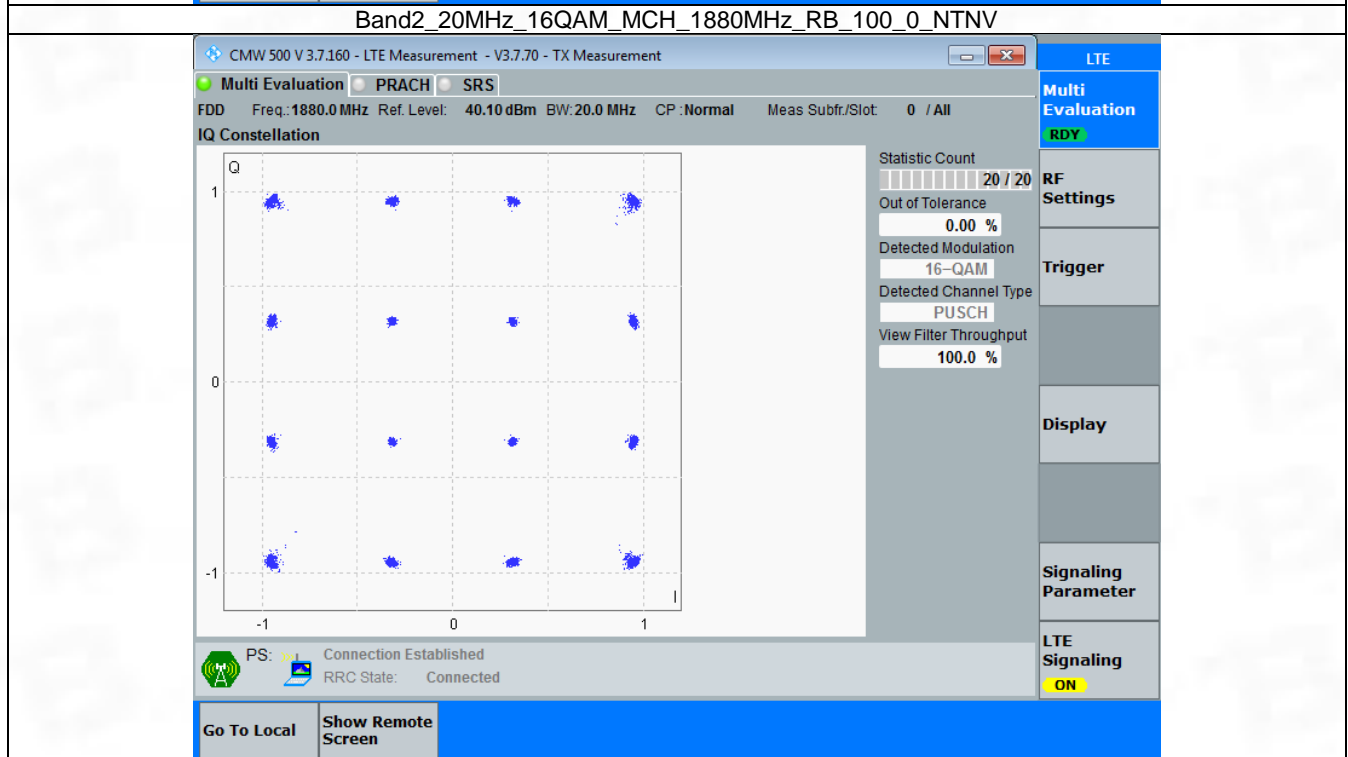 Band2_20MHz_16QAM_MCH_1880MHz_RB_100_0_NTNV
CMW 500 V 3.7.160 - LTE Measurement - V3.7.70 - TX Measurement
LTE
Multi Evaluation PRACH SRS
Multi
Evaluation
RDY
FDD Freq.:1880.0 MHz Ref. Level: 40.10 dBm BW:20.0 MHz CP :Normal Meas Subfr./Slot: 0 / All
IQ Constellation
Q
1
0
-1
I
-1 0 1
Statistic Count
20 / 20
Out of Tolerance
0.00 %
Detected Modulation
16-QAM
Detected Channel Type
PUSCH
View Filter Throughput
100.0 %
RF
Settings
Trigger
Display
Signaling
Parameter
LTE
Signaling
ON
PS: Connection Established
RRC State: Connected
Go To Local
Show Remote
Screen